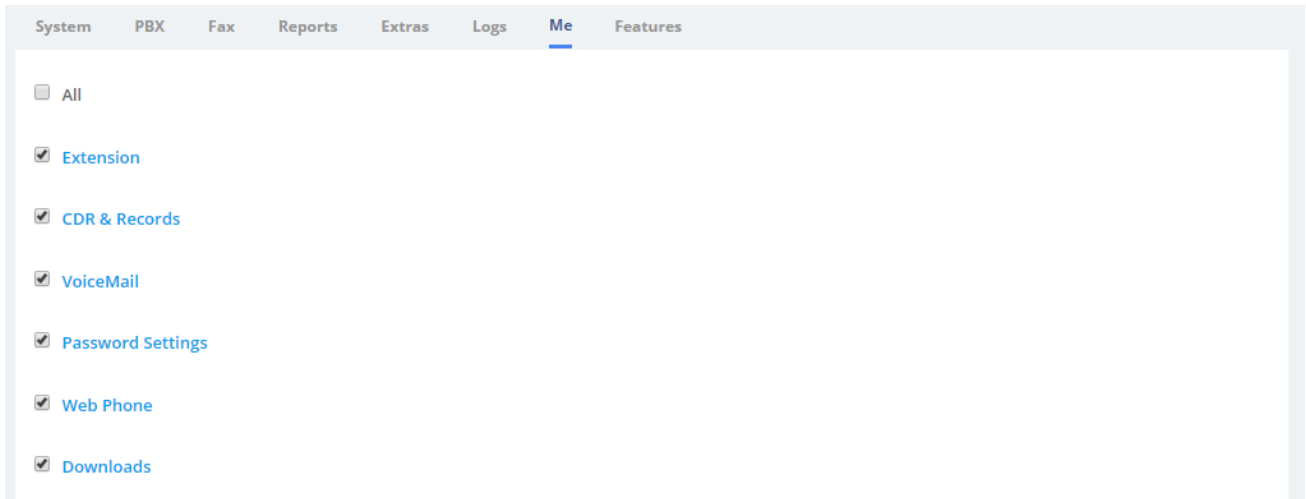 System PBX Fax Reports Extras Logs Me Features
All
Extension
CDR & Records
VoiceMail
Password Settings
Web Phone
Downloads